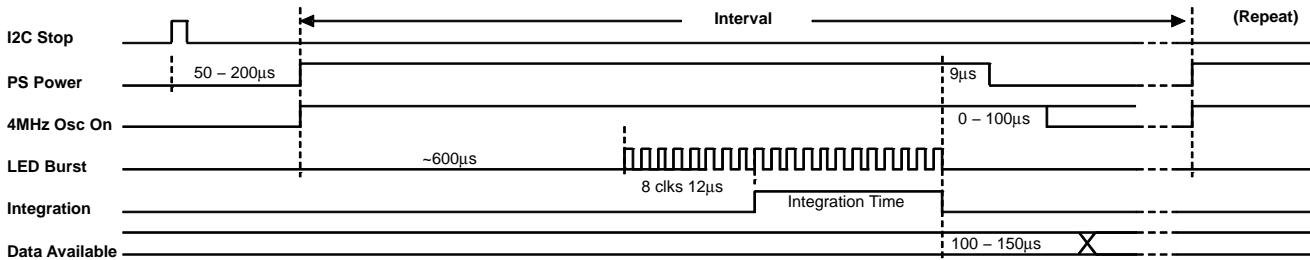 Interval
(Repeat)
I2C Stop
50 – 200µs
9µs
PS Power
0 – 100µs
4MHz Osc On
~600µs
LED Burst
8 clks 12µs
Integration Time
Integration
100 – 150µs
Data Available